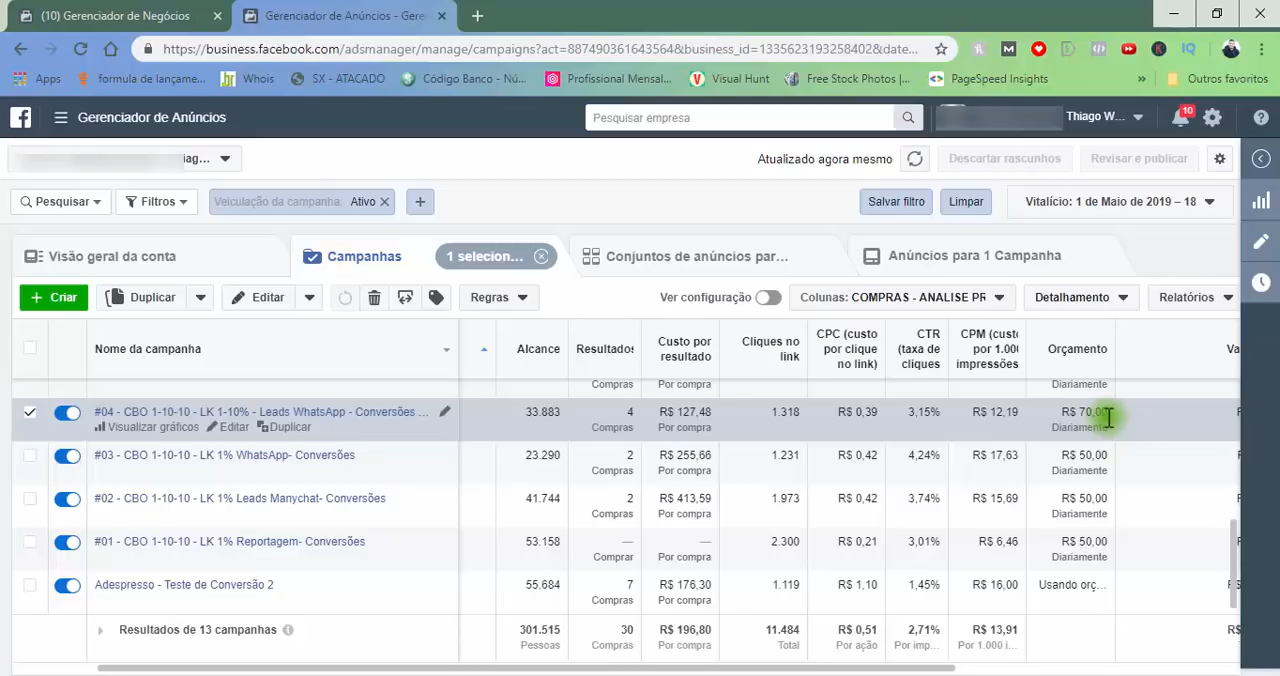 (10) Gerenciador de Negócios
Gerenciador de Anúncios - Geren
https://business.facebook.com/adsmanager/manage/campaigns?act=887490361643564&business_id=1335623193258402&date...
Apps
formula de lançame...
Whois
SX - ATACADO
Código Banco - Nú...
Profissional Mensal...
Visual Hunt
Free Stock Photos |...
PageSpeed Insights
»
Outros favoritos
Gerenciador de Anúncios
Pesquisar empresa
Thiago W...
10
iag...
Atualizado agora mesmo
Descartar rascunhos
Revisar e publicar
Pesquisar
Filtros
Veiculação da campanha
Ativo
Salvar filtro
Limpar
Vitalício: 1 de Maio de 2019 – 18
Visão geral da conta
Campanhas
1 selecion...
Conjuntos de anúncios par...
Anúncios para 1 Campanha
+ Criar
Duplicar
Editar
Regras
Ver configuração
Colunas: COMPRAS - ANALISE PR
Detalhamento
Relatórios
Nome da campanha
Alcance
Resultados
Custo por resultado
Cliques no link
CPC (custo por clique no link)
CTR (taxa de cliques
CPM (custo por 1.000 impressões
Orçamento
Va
Compras
Por compra
Diariamente
#04 - CBO 1-10-10 - LK 1-10% - Leads WhatsApp - Conversões ...
33.883
4
R$ 127,48
1.318
R$ 0,39
3,15%
R$ 12,19
R$ 70,00
Visualizar gráficos
Editar
Duplicar
Compras
Por compra
Diariamente
#03 - CBO 1-10-10 - LK 1% WhatsApp- Conversões
23.290
2
R$ 255,66
1.231
R$ 0,42
4,24%
R$ 17,63
R$ 50,00
Compras
Por compra
Diariamente
#02 - CBO 1-10-10 - LK 1% Leads Manychat- Conversões
41.744
2
R$ 413,59
1.973
R$ 0,42
3,74%
R$ 15,69
R$ 50,00
Compras
Por compra
Diariamente
#01 - CBO 1-10-10 - LK 1% Reportagem- Conversões
53.158
—
—
2.300
R$ 0,21
3,01%
R$ 6,46
R$ 50,00
Comprar
Por compra
Diariamente
Adespresso - Teste de Conversão 2
55.684
7
R$ 176,30
1.119
R$ 1,10
1,45%
R$ 16,00
Usando orç...
Compras
Por compra
Resultados de 13 campanhas
301.515
30
R$ 196,80
11.484
R$ 0,51
2,71%
R$ 13,91
R$
Pessoas
Compras
Por compra
Total
Por ação
Por imp...
Por 1.000 i...